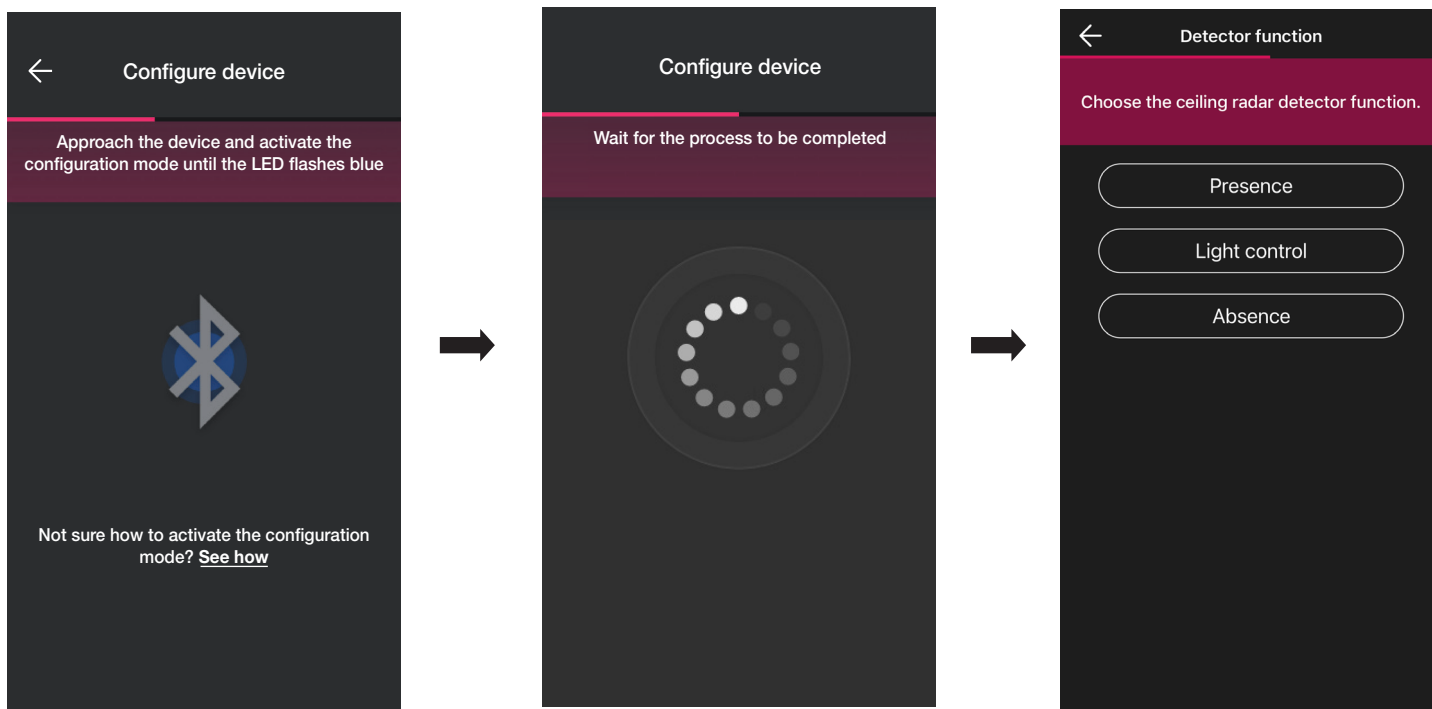 Configure device
Approach the device and activate the
configuration mode until the LED flashes blue
Not sure how to activate the configuration
mode? See how
Configure device
Wait for the process to be completed
Detector function
Choose the ceiling radar detector function.
Presence
Light control
Absence